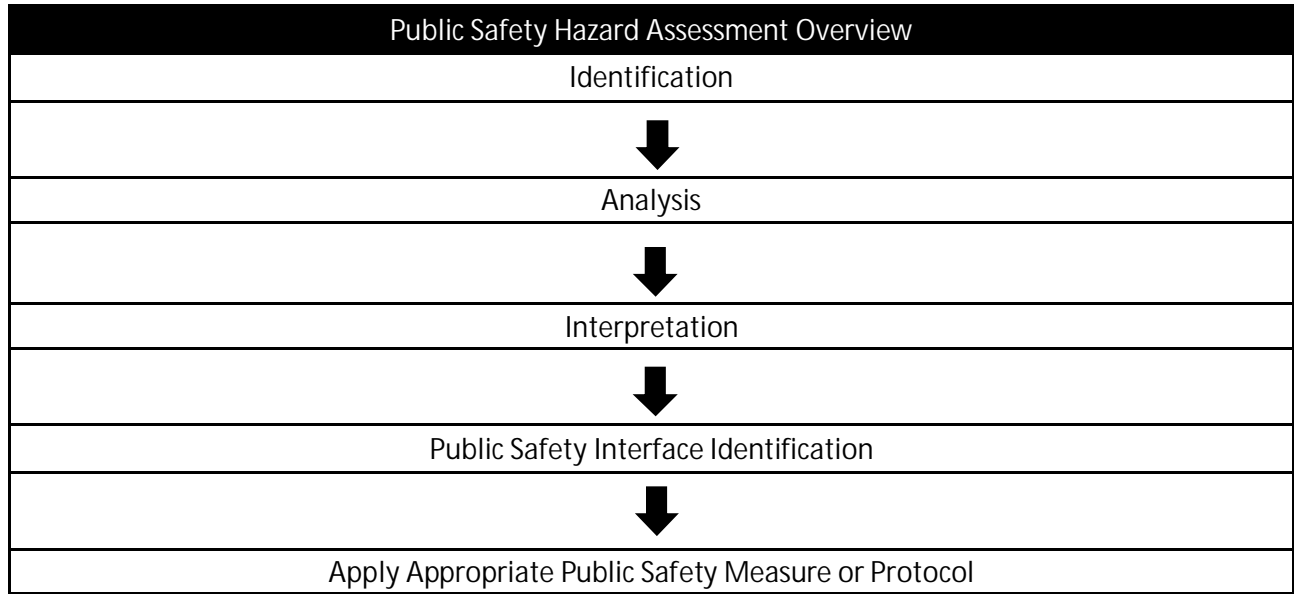 Public Safety Hazard Assessment Overview
Identification
Analysis
Interpretation
Public Safety Interface Identification
Apply Appropriate Public Safety Measure or Protocol